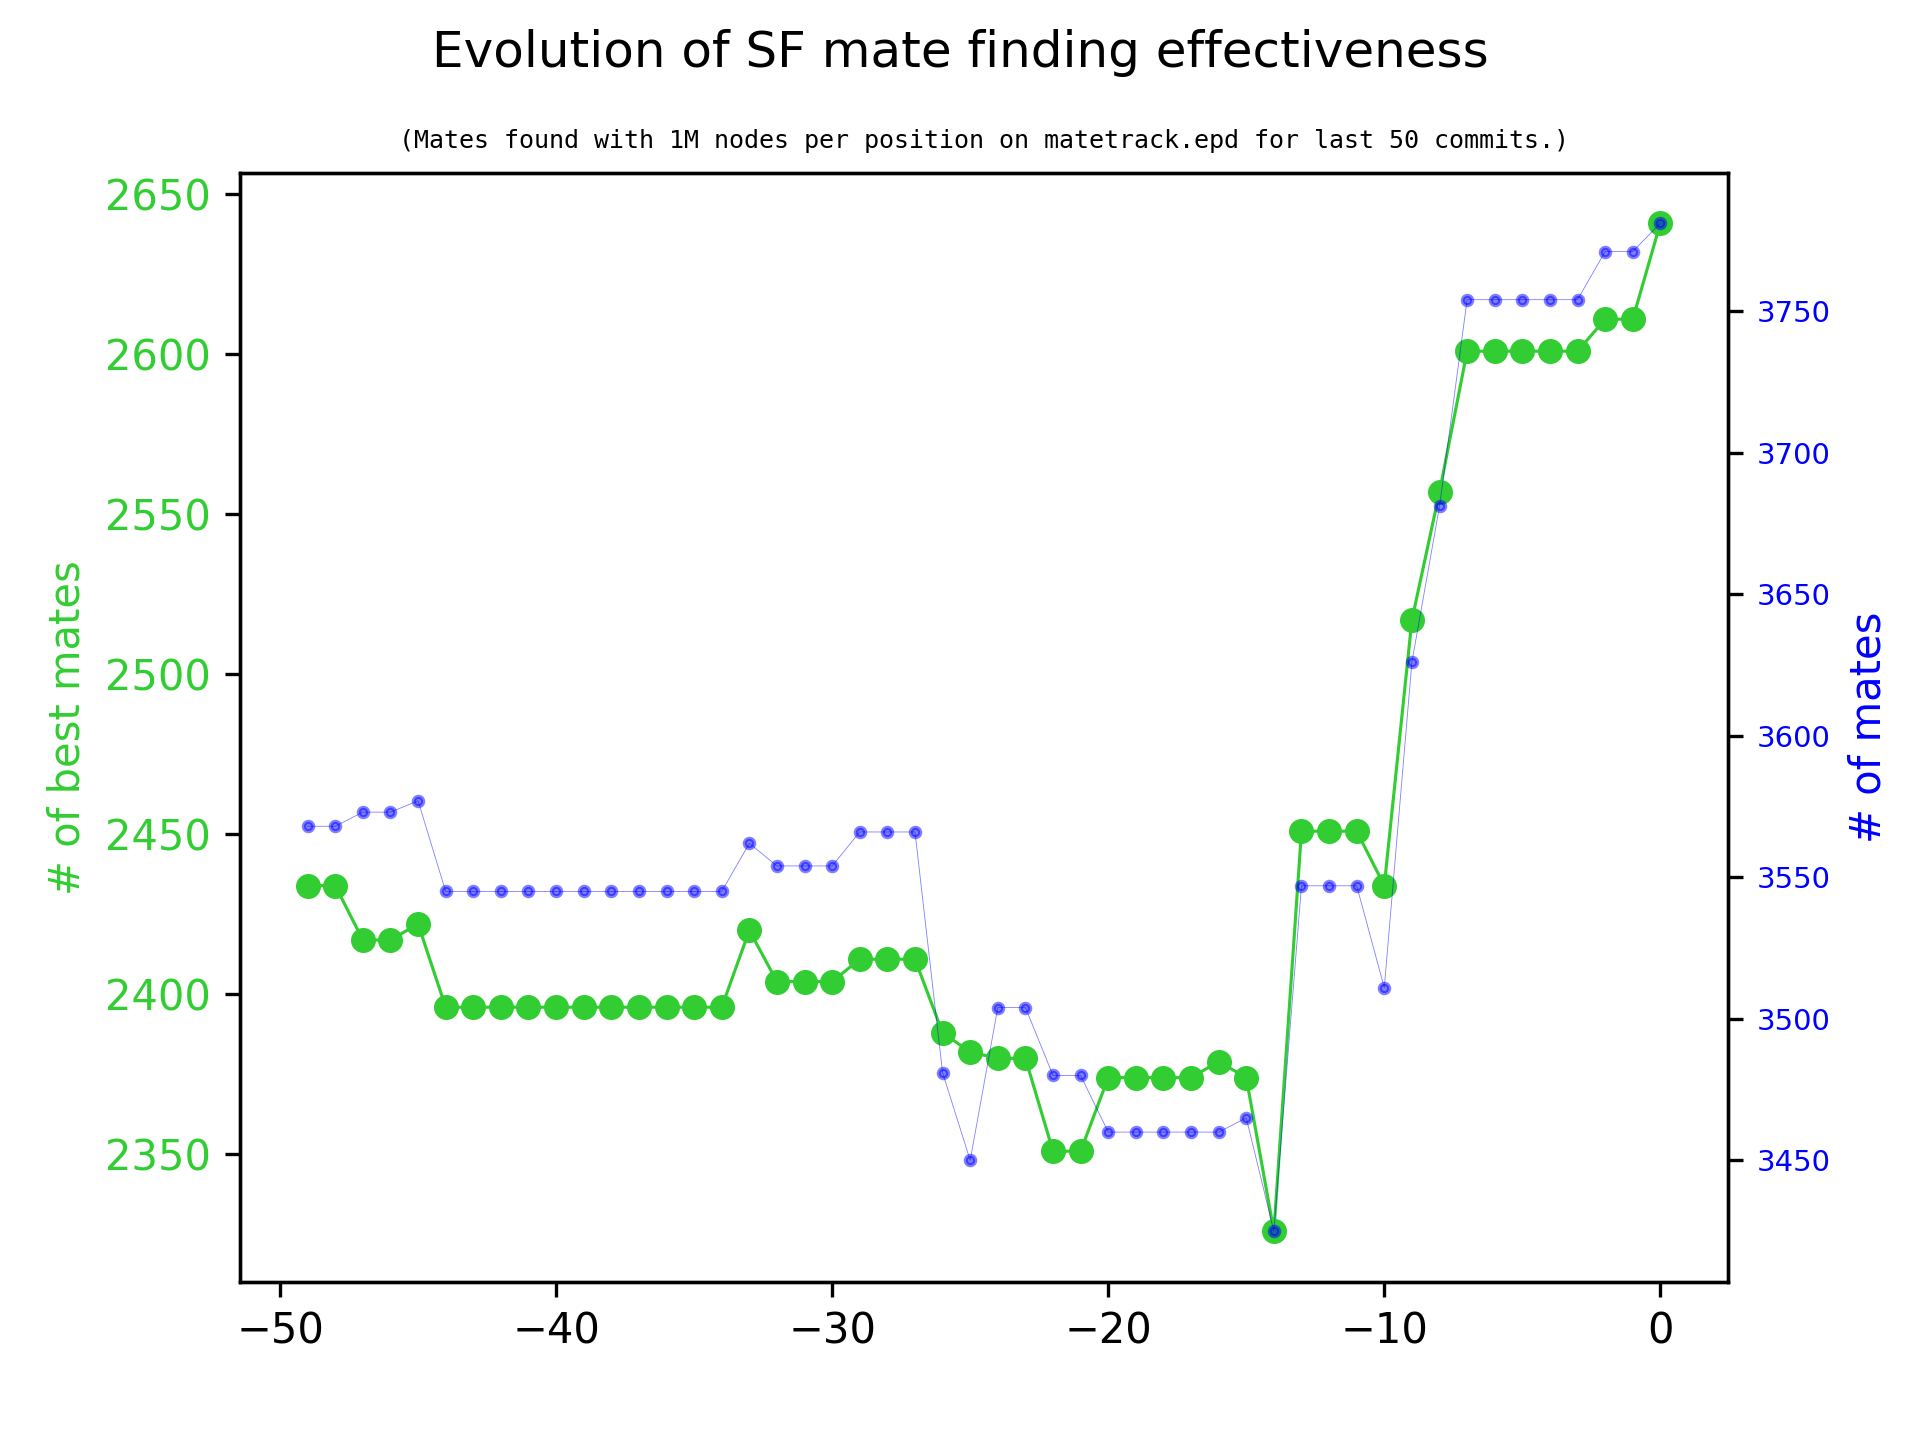 Evolution of SF mate finding effectiveness
(Mates found with 1M nodes per position on matetrack.epd for last 50 commits.)
# of best mates
2650
2600
2550
2500
2450
2400
2350
3750
3700
3650
3600
3550
3500
3450
# of mates
−50 −40 −30 −20 −10 0